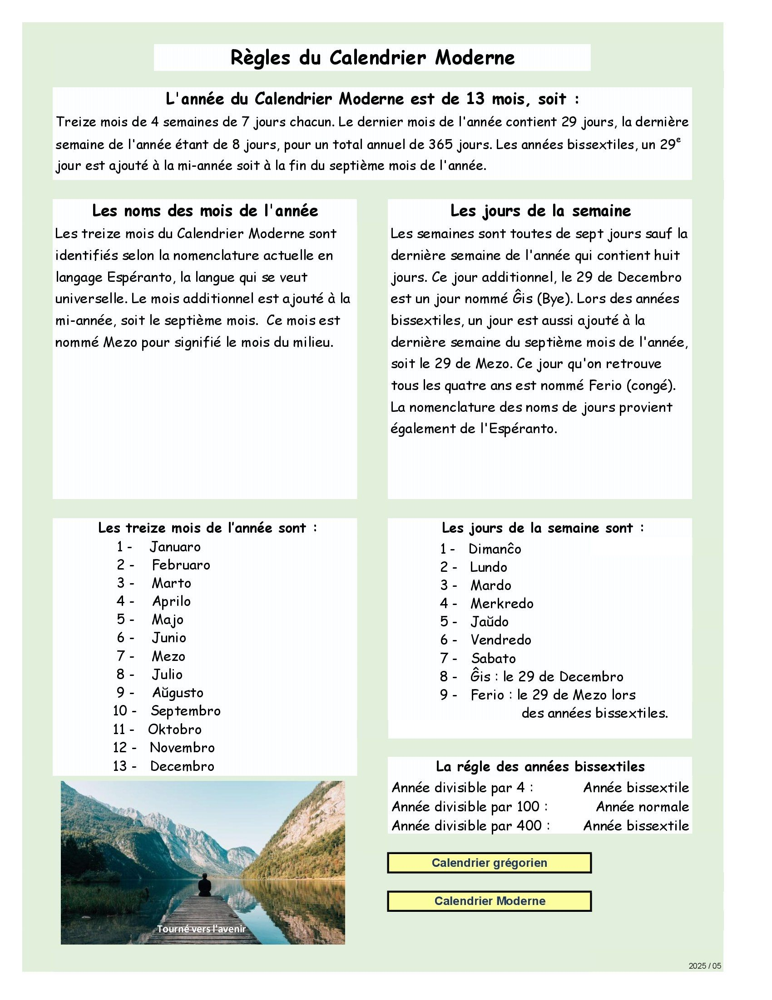 Règles du Calendrier Moderne
L'année du Calendrier Moderne est de 13 mois, soit :
Treize mois de 4 semaines de 7 jours chacun. Le dernier mois de l'année contient 29 jours, la dernière
semaine de l'année étant de 8 jours, pour un total annuel de 365 jours. Les années bissextiles, un 29e
jour est ajouté à la mi-année soit à la fin du septième mois de l'année.
Les noms des mois de l'année
Les treize mois du Calendrier Moderne sont
identifiés selon la nomenclature actuelle en
langage Espéranto, la langue qui se veut
universelle. Le mois additionnel est ajouté à la
mi-année, soit le septième mois. Ce mois est
nommé Mezo pour signifié le mois du milieu.
Les jours de la semaine
Les semaines sont toutes de sept jours sauf la
dernière semaine de l'année qui contient huit
jours. Ce jour additionnel, le 29 de Decembro
est un jour nommé Ĝis (Bye). Lors des années
bissextiles, un jour est aussi ajouté à la
dernière semaine du septième mois de l'année,
soit le 29 de Mezo. Ce jour qu'on retrouve
tous les quatre ans est nommé Ferio (congé).
La nomenclature des noms de jours provient
également de l'Espéranto.
Les treize mois de l’année sont :
1 - Januaro
2 - Februaro
3 - Marto
4 - Aprilo
5 - Majo
6 - Junio
7 - Mezo
8 - Julio
9 - Aŭgusto
10 - Septembro
11 - Oktobro
12 - Novembro
13 - Decembro
Les jours de la semaine sont :
1 - Dimanĉo
2 - Lundo
3 - Mardo
4 - Merkredo
5 - Jaŭdo
6 - Vendredo
7 - Sabato
8 - Ĝis : le 29 de Decembro
9 - Ferio : le 29 de Mezo lors
des années bissextiles.
La régle des années bissextiles
Année divisible par 4 : Année bissextile
Année divisible par 100 : Année normale
Année divisible par 400 : Année bissextile
Calendrier grégorien
Calendrier Moderne
Tourné vers l'avenir
2025 / 05